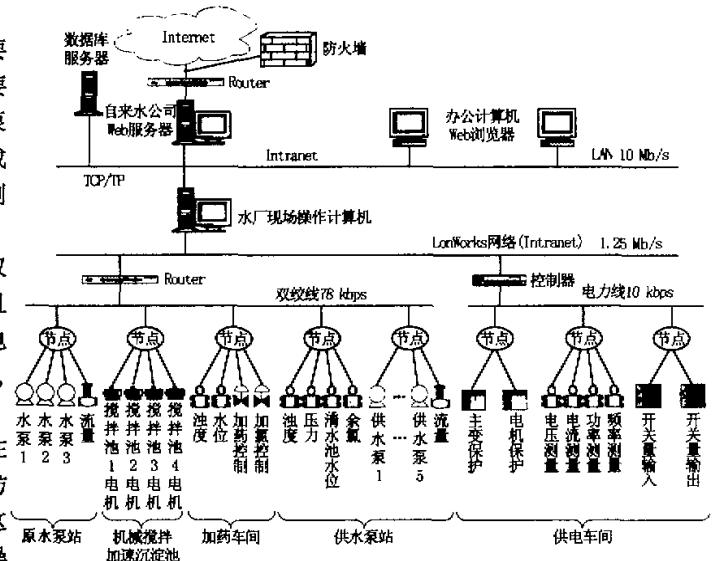 要
要
泵
成
制
Internet
数据库
服务器
防火墙
Router
自来水公司
Web服务器
办公计算机
Web浏览器
Intranet
LAN 10 Mb/s
TCP/TP
水厂现场操作计算机
LonWorks网络(Intranet) 1.25 Mb/s
Router
控制器
双绞线78 kbps
电力线10 kbps
节点
节点
节点
节点
节点
节点
节点
节点
水泵1
水泵2
水泵3
流量
搅拌池1电机
搅拌池2电机
搅拌池3电机
搅拌池4电机
浊度
水位
加药控制
加氯控制
浊度
压力
清水池水位
余氯
供水泵1
……
供水泵5
流量
主变保护
电机保护
电压测量
电流测量
功率测量
频率测量
开关量输入
开关量输出
原水泵站
机械搅拌
加速沉淀池
加药车间
供水泵站
供电车间